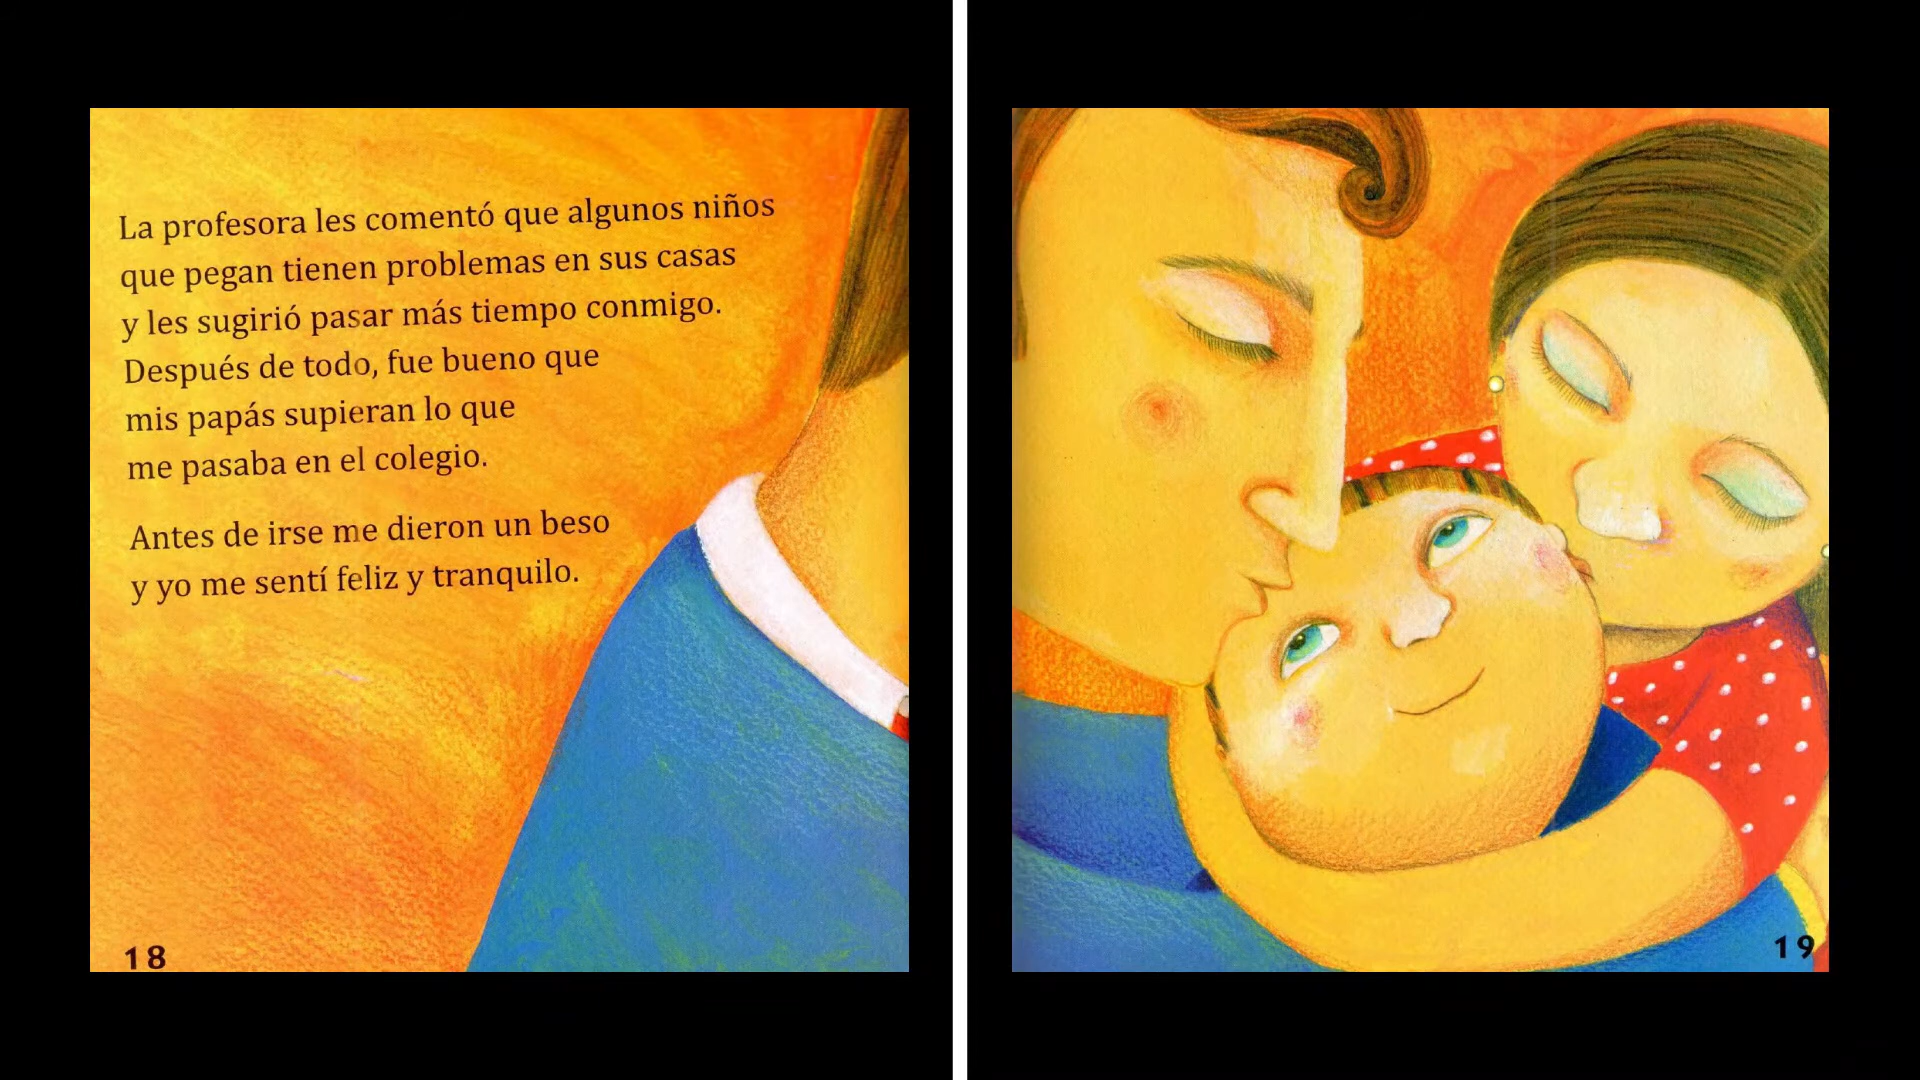 La profesora les comentó que algunos niños
que pegan tienen problemas en sus casas
y les sugirió pasar más tiempo conmigo.
Después de todo, fue bueno que
mis papás supieran lo que
me pasaba en el colegio.
Antes de irse me dieron un beso
y yo me sentí feliz y tranquilo.
18
19